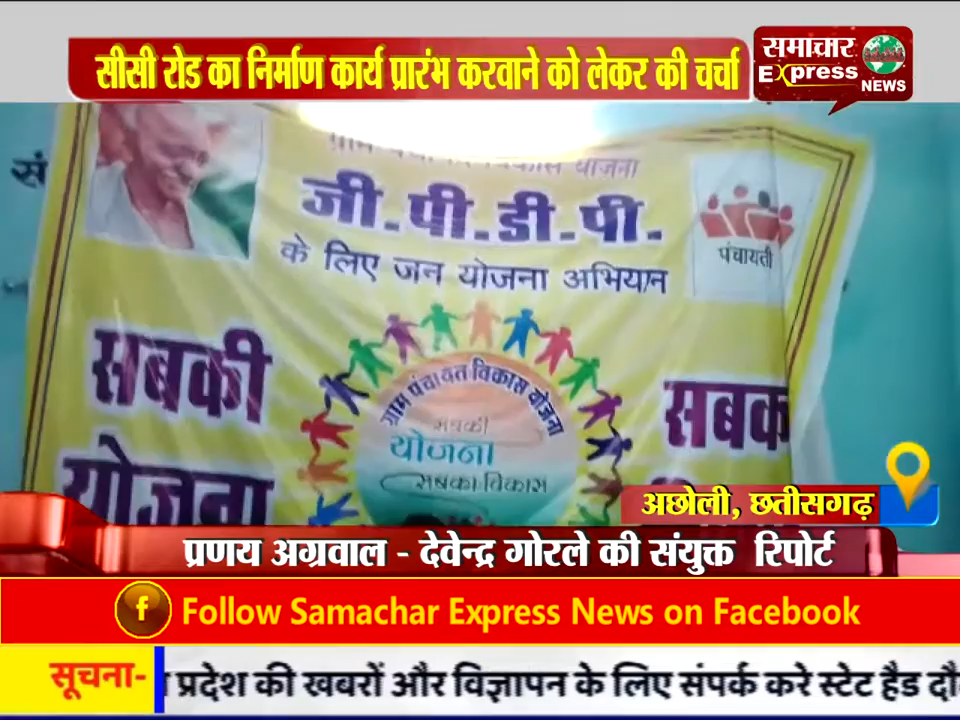 सीसी रोड का निर्माण कार्य प्रारंभ करवाने को लेकर की चर्चा
समाचार
Express
NEWS
सं
ग्राम पंचायत विकास योजना
जी.पी.डी.पी.
के लिए जन योजना अभियान
पंचायती
सबकी
योजना
ग्राम पंचायत विकास योजना
सबकी
योजना
सबका विकास
सबक
अछोली, छत्तीसगढ़
प्रणय अग्रवाल - देवेन्द्र गोरले की संयुक्त रिपोर्ट
f Follow Samachar Express News on Facebook
सूचना- प्रदेश की खबरों और विज्ञापन के लिए संपर्क करे स्टेट हैड